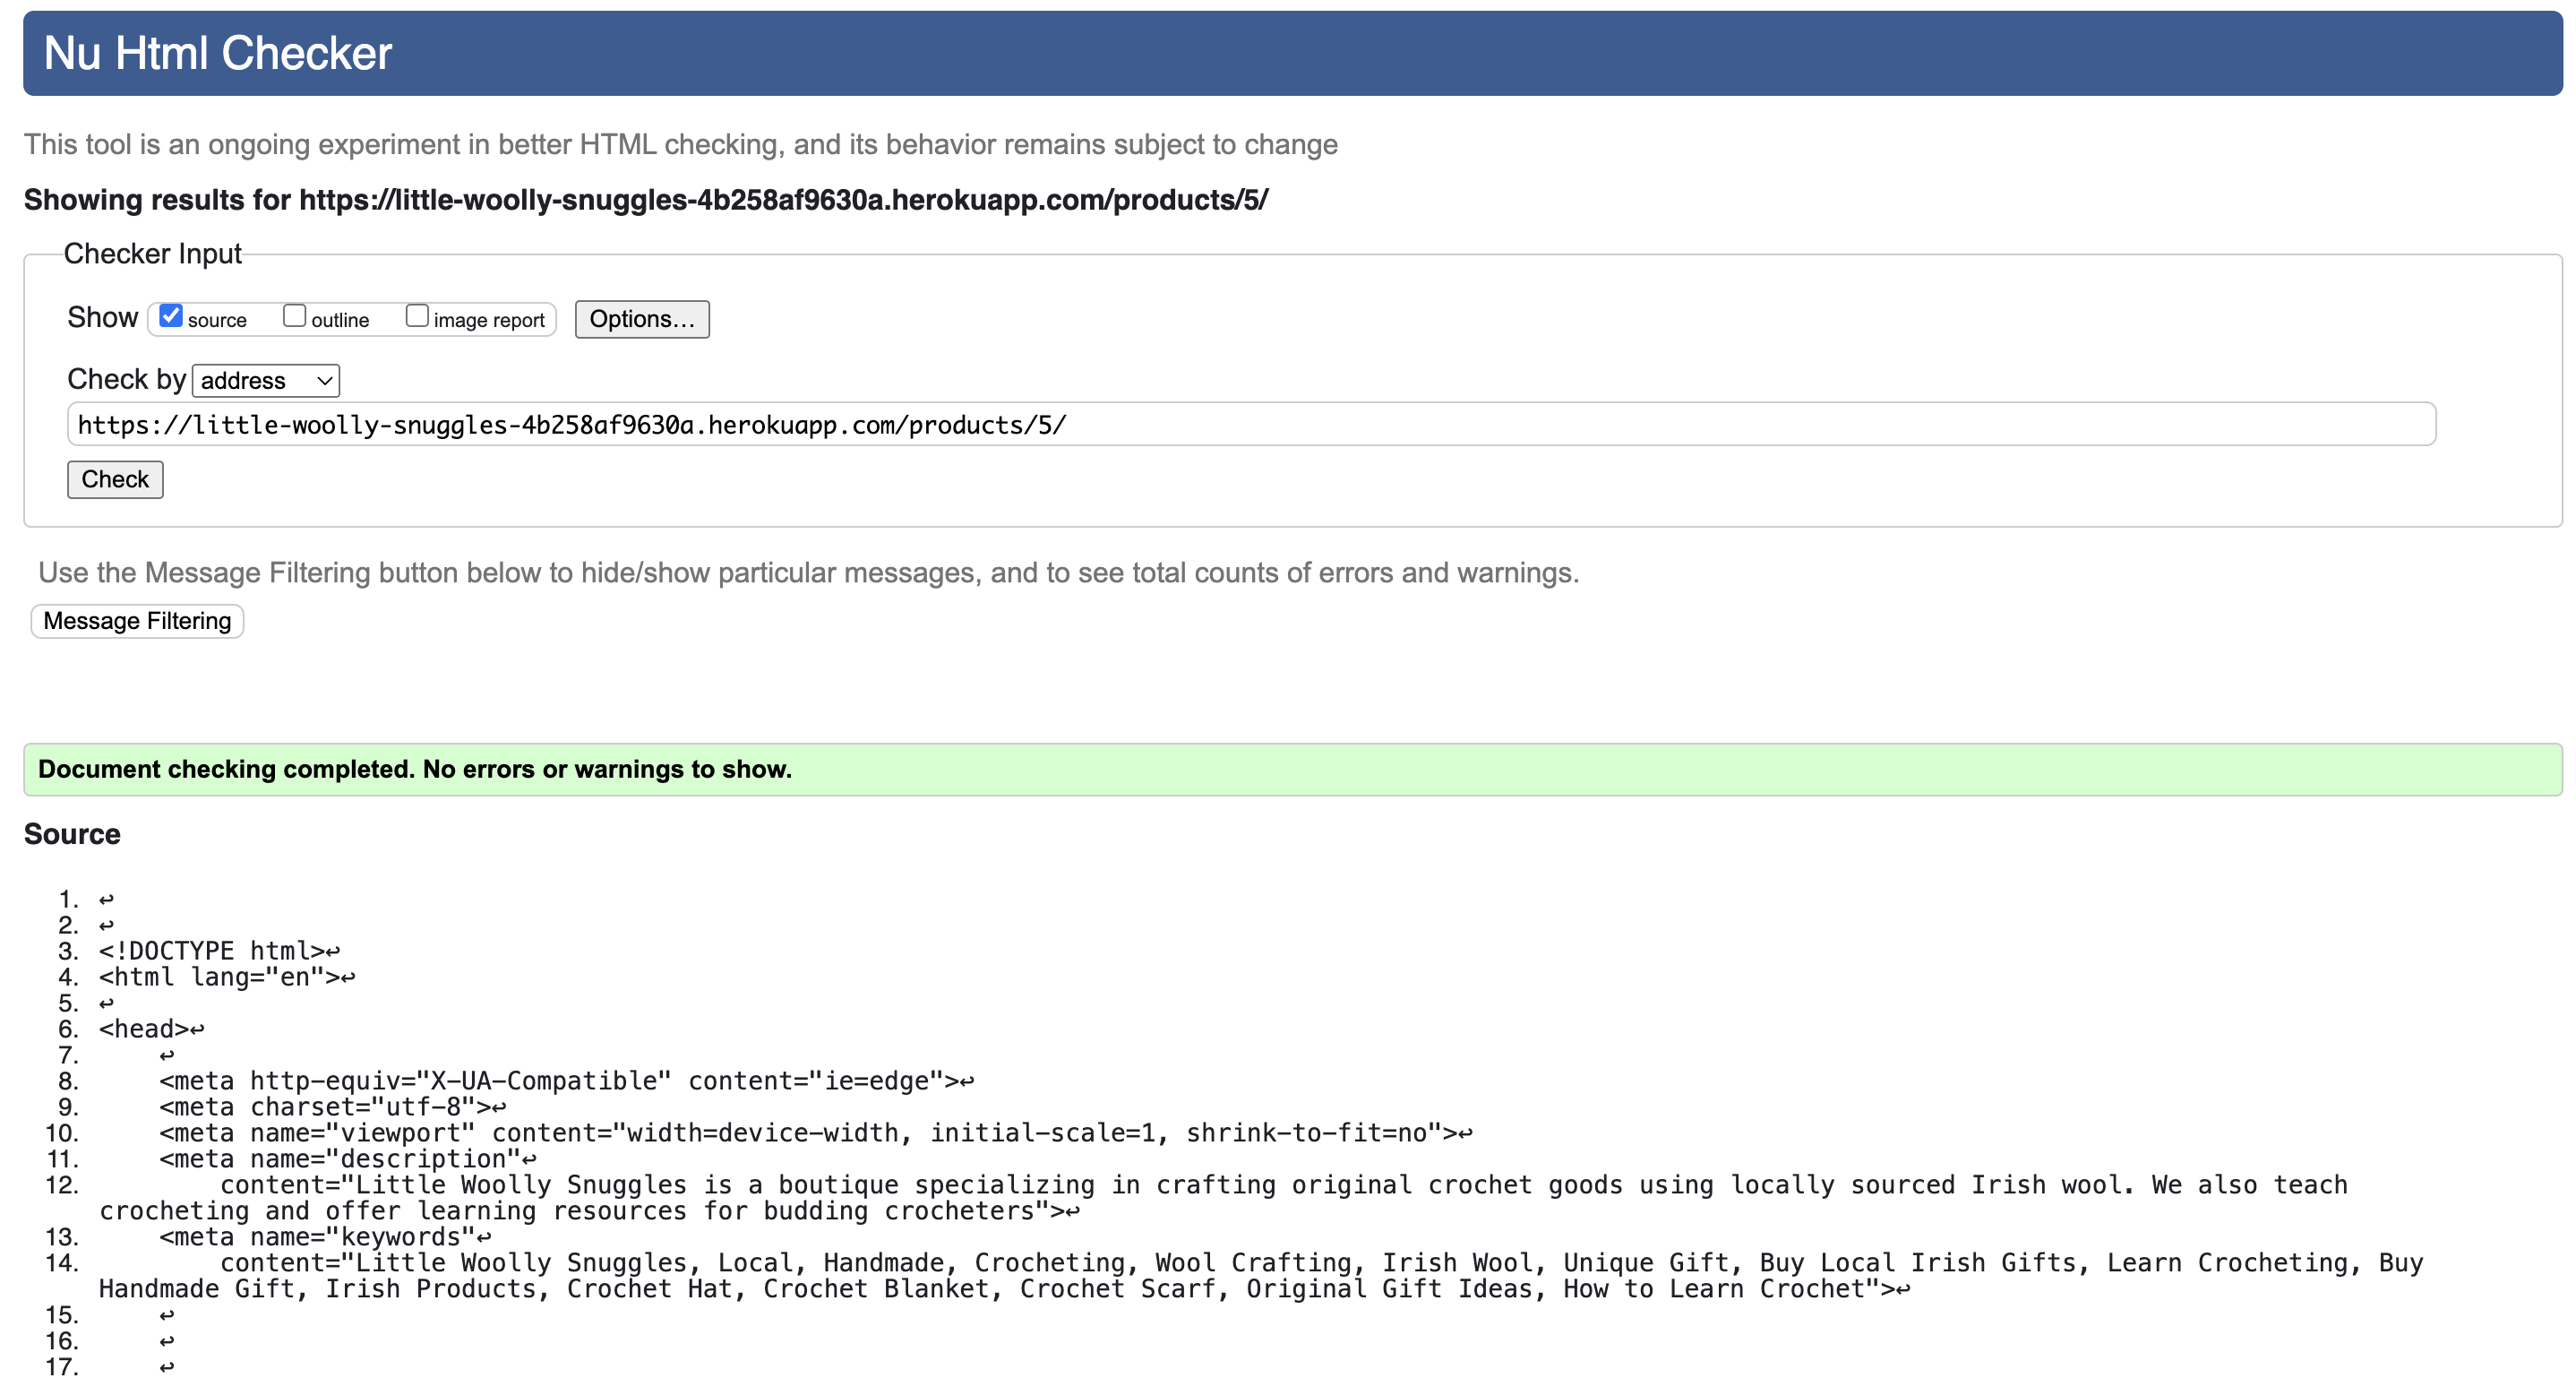 Nu Html Checker
This tool is an ongoing experiment in better HTML checking, and its behavior remains subject to change
Showing results for https://little-woolly-snuggles-4b258af9630a.herokuapp.com/products/5/
Checker Input
Show source outline image report Options...
Check by address
https://little-woolly-snuggles-4b258af9630a.herokuapp.com/products/5/
Check
Use the Message Filtering button below to hide/show particular messages, and to see total counts of errors and warnings.
Message Filtering
Document checking completed. No errors or warnings to show.
Source
1. ↩
2. ↩
3. <!DOCTYPE html>↩
4. <html lang="en">↩
5. ↩
6. <head>↩
7. ↩
8. <meta http-equiv="X-UA-Compatible" content="ie=edge">↩
9. <meta charset="utf-8">↩
10. <meta name="viewport" content="width=device-width, initial-scale=1, shrink-to-fit=no">↩
11. <meta name="description"↩
12. content="Little Woolly Snuggles is a boutique specializing in crafting original crochet goods using locally sourced Irish wool. We also teach
crocheting and offer learning resources for budding crocheters">↩
13. <meta name="keywords"↩
14. content="Little Woolly Snuggles, Local, Handmade, Crocheting, Wool Crafting, Irish Wool, Unique Gift, Buy Local Irish Gifts, Learn Crocheting, Buy
Handmade Gift, Irish Products, Crochet Hat, Crochet Blanket, Crochet Scarf, Original Gift Ideas, How to Learn Crochet">↩
15. ↩
16. ↩
17. ↩